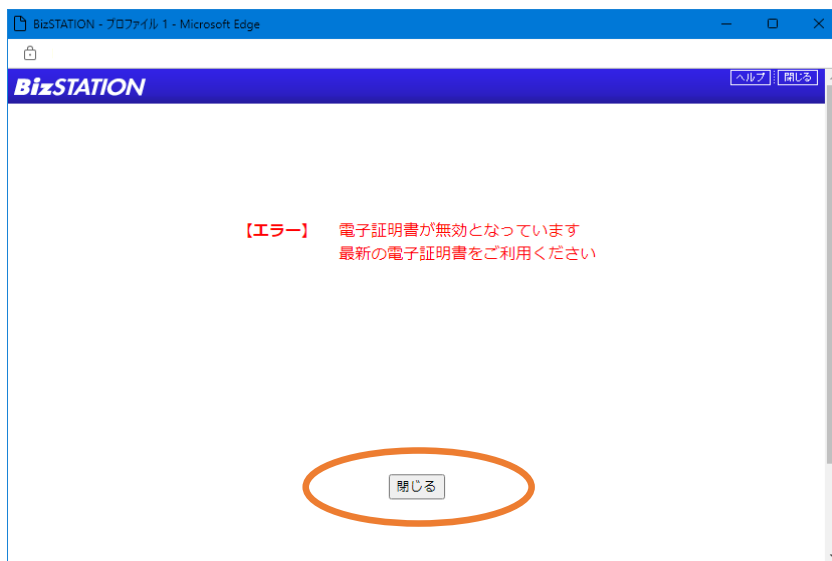 BizSTATION - プロファイル 1 - Microsoft Edge
BizSTATION
ヘルプ
閉じる
【エラー】 電子証明書が無効となっています
最新の電子証明書をご利用ください
閉じる